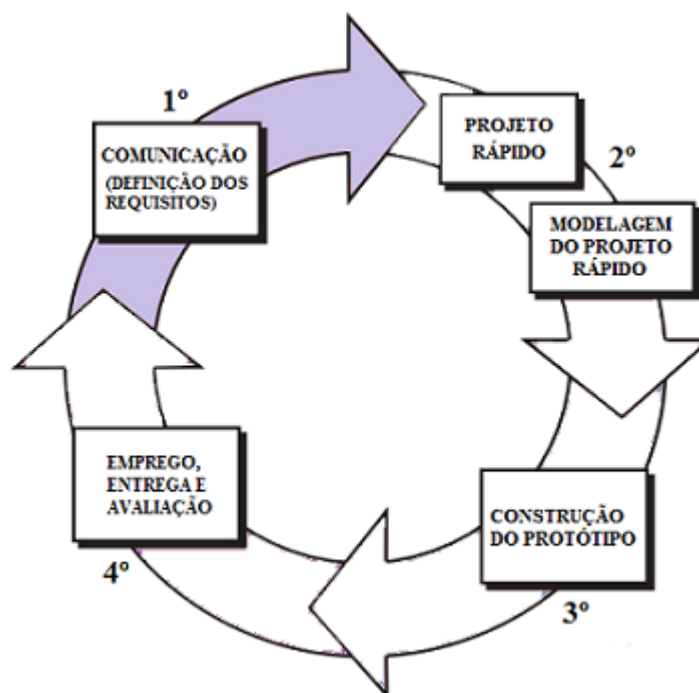 1º
COMUNICAÇÃO
(DEFINIÇÃO DOS
REQUISITOS)
PROJETO
RÁPIDO
2º
MODELAGEM
DO PROJETO
RÁPIDO
CONSTRUÇÃO
DO PROTÓTIPO
3º
EMPREGO,
ENTREGA E
AVALIAÇÃO
4º